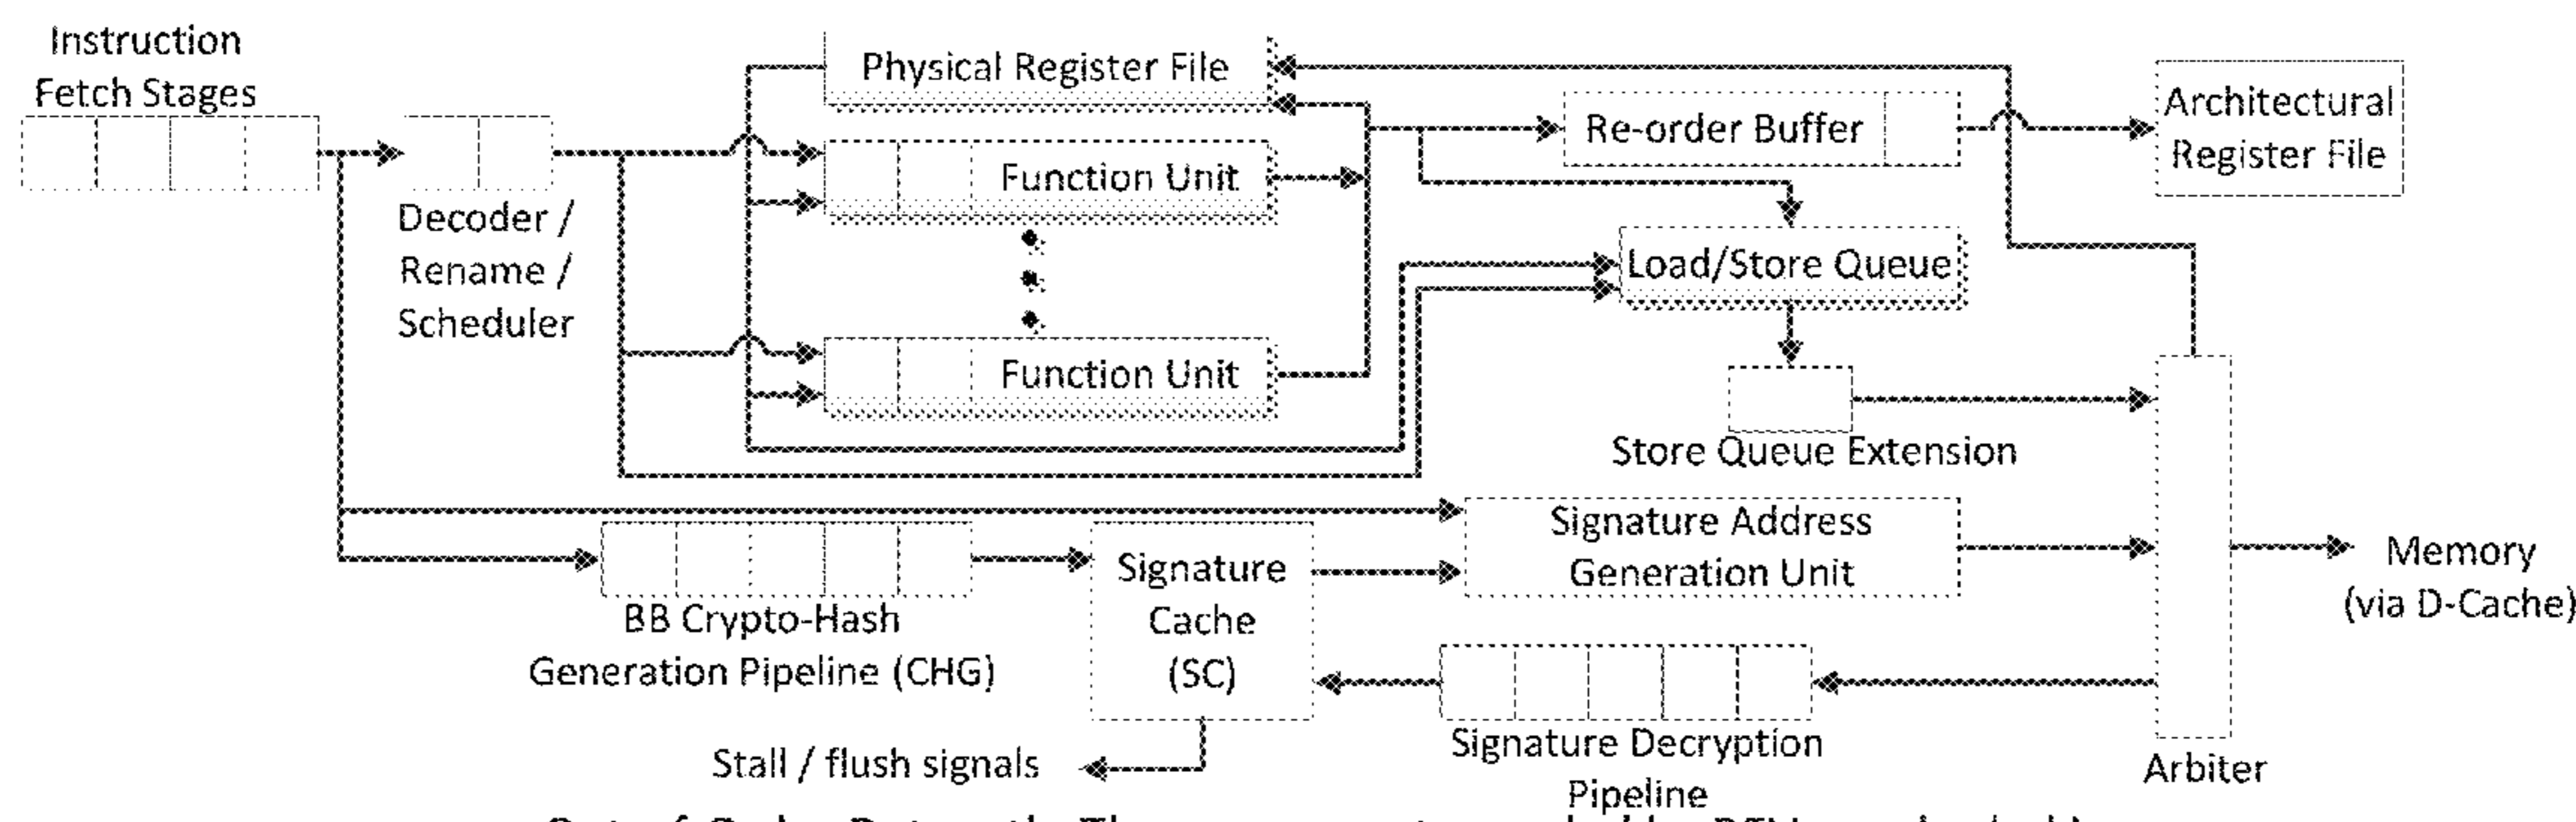 Instruction
Fetch Stages
Physical Register File
Re-order Buffer
Architectural
Register File
Function Unit
Decoder /
Rename /
Scheduler
Load/Store Queue
Function Unit
Store Queue Extension
Signature Address
Generation Unit
Signature
Cache
(SC)
Memory
(via D-Cache)
BB Crypto-Hash
Generation Pipeline (CHG)
Stall / flush signals
Signature Decryption
Pipeline
Arbiter